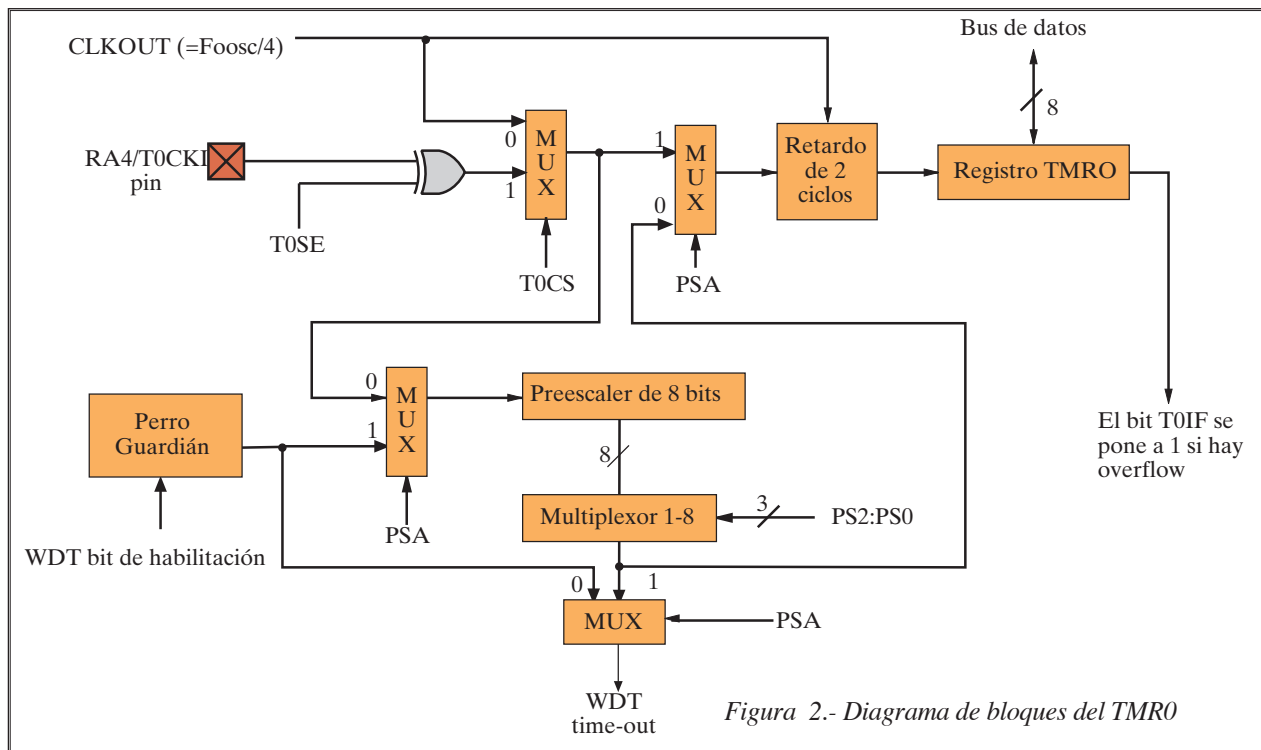 CLKOUT (=Foosc/4)
Bus de datos
8
RA4/T0CKI
pin
T0SE
0
1
M
U
X
T0CS
1
0
M
U
X
PSA
Retardo
de 2
ciclos
Registro TMRO
El bit T0IF se
pone a 1 si hay
overflow
Perro
Guardián
WDT bit de habilitación
0
1
M
U
X
PSA
Preescaler de 8 bits
8
Multiplexor 1-8
3
PS2:PS0
0
1
MUX
PSA
WDT
time-out
Figura 2.- Diagrama de bloques del TMR0